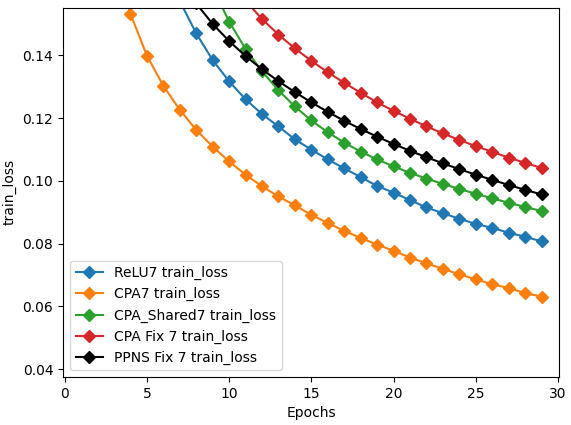 0.14
0.12
0.10
0.08
0.06
0.04
train_loss
ReLU7 train_loss
CPA7 train_loss
CPA_Shared7 train_loss
CPA Fix 7 train_loss
PPNS Fix 7 train_loss
0 5 10 15 20 25 30
Epochs